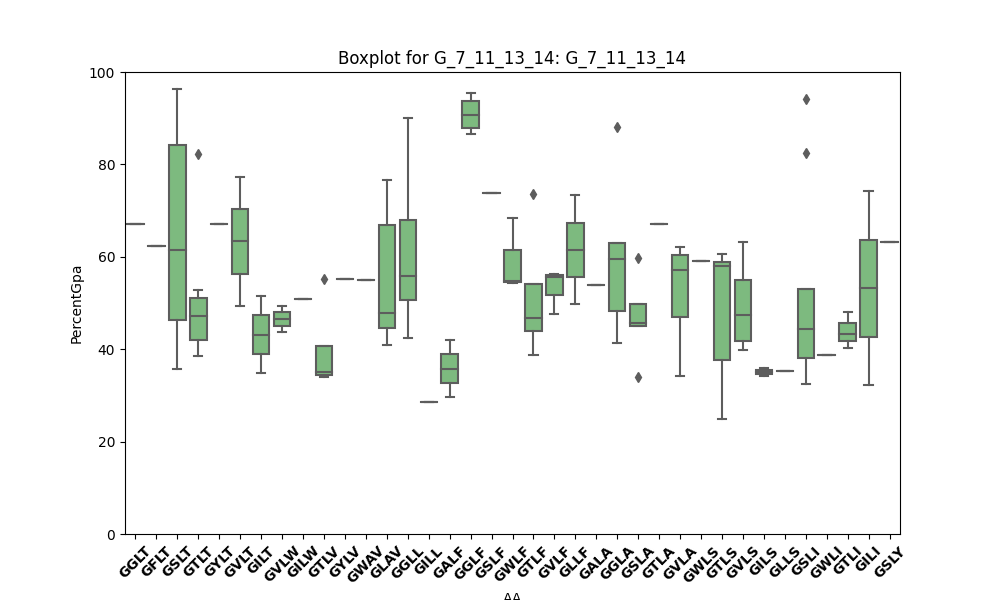 Boxplot for G_7_11_13_14: G_7_11_13_14
PercentGpa
100
80
60
40
20
0
GGLT GFLT GSLT GTLT GYLT GVLT GILT GVLW GILW GTLV GYLV GWAV GLAV GGLL GILL GALF GGLF GSLF GWLF GTLF GVLF GLLF GALA GGLA GSLA GTLA GVLA GWLS GTLS GVLS GILS GLLS GSLI GWLI GTLI GILI GSLY
AA